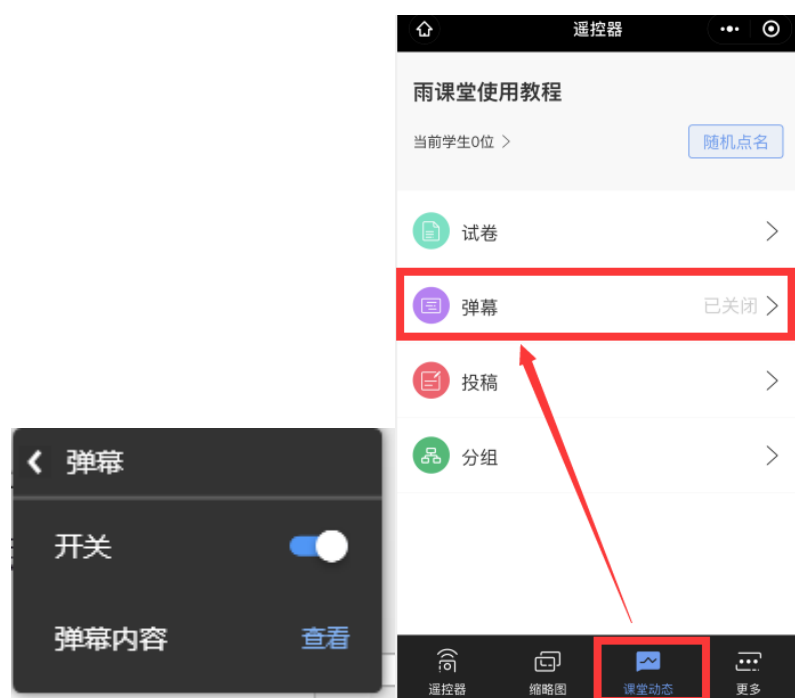 遥控器
雨课堂使用教程
当前学生0位
随机点名
试卷
弹幕 已关闭
投稿
分组
遥控器 缩略图 课堂动态 更多
弹幕
开关
弹幕内容 查看